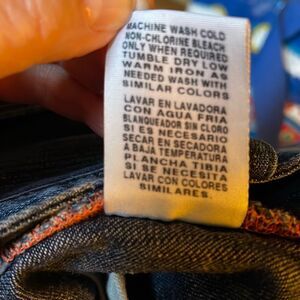 MACHINE WASH COLD
NON-CHLORINE BLEACH
ONLY WHEN REQUIRED
TUMBLE DRY LOW
WARM IRON AS
NEEDED WASH WITH
SIMILAR COLORS
LAVAR EN LAVADORA
CON AGUA FRIA
BLANQUEADOR SIN CLORO
SI ES NECESARIO
SECAR EN SECADORA
A BAJA TEMPERATURA
PLANCHA TIBIA
SI SE NECESITA
LAVAR CON COLORES
SIMILARES.